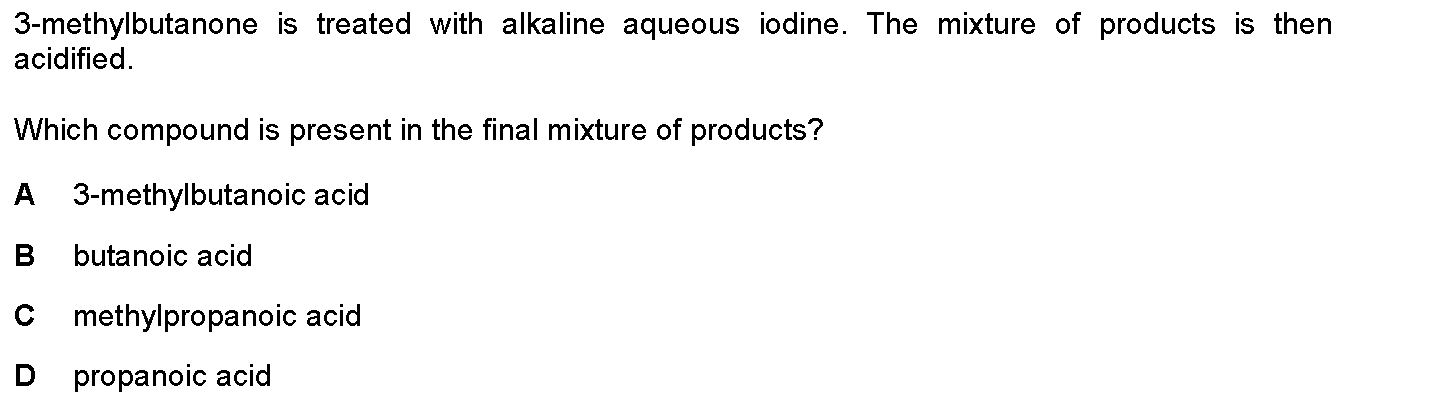 3-methylbutanone is treated with alkaline aqueous iodine. The mixture of products is then
acidified.
Which compound is present in the final mixture of products?
A 3-methylbutanoic acid
B butanoic acid
C methylpropanoic acid
D propanoic acid